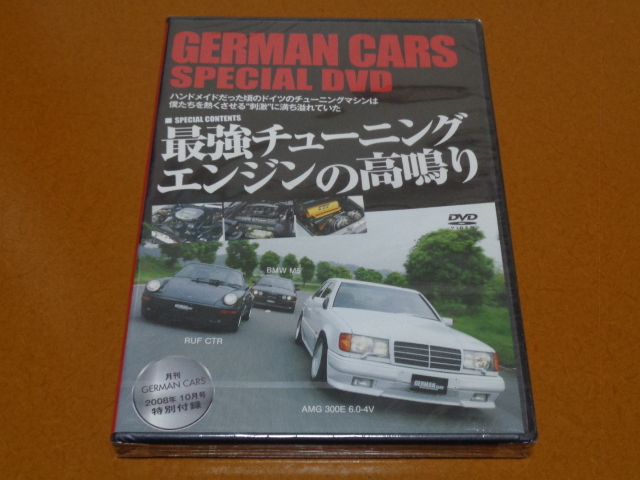 GERMAN CARS
SPECIAL DVD
ハンドメイドだった頃のドイツのチューニングマシンは
僕たちを熱くさせる"刺激"に満ち溢れていた
■ SPECIAL CONTENTS
最強チューニング
エンジンの高鳴り
DVD
VIDEO
BMW M5
RUF CTR
AMG 300E 6.0-4V
月刊
GERMAN CARS
2008年 10月号
特別付録